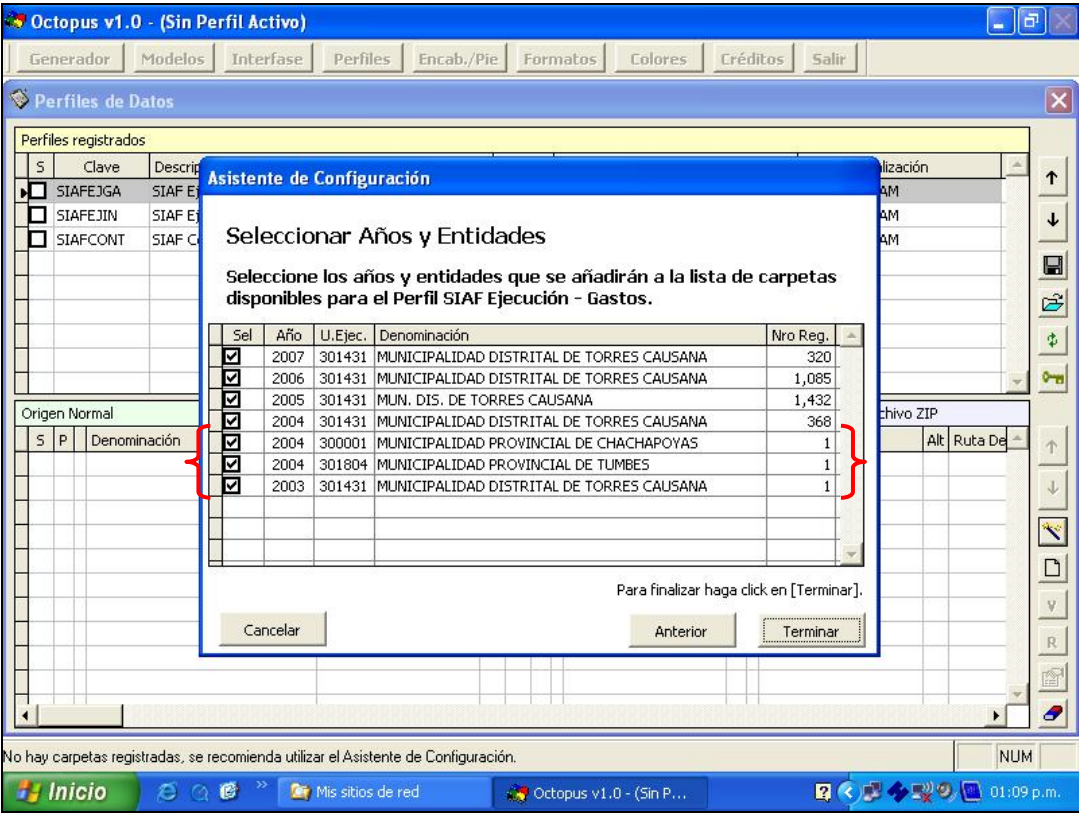 Octopus v1.0 - (Sin Perfil Activo)
Generador Modelos Interfase Perfiles Encab./Pie Formatos Colores Créditos Salir
Perfiles de Datos
Perfiles registrados
S Clave Descrip lización
SIAFEJGA SIAF Ej AM
SIAFEJIN SIAF Ej AM
SIAFCONT SIAF C AM
Asistente de Configuración
Seleccionar Años y Entidades
Seleccione los años y entidades que se añadirán a la lista de carpetas
disponibles para el Perfil SIAF Ejecución - Gastos.
Sel Año U.Ejec. Denominación Nro Reg.
2007 301431 MUNICIPALIDAD DISTRITAL DE TORRES CAUSANA 320
2006 301431 MUNICIPALIDAD DISTRITAL DE TORRES CAUSANA 1,085
2005 301431 MUN. DIS. DE TORRES CAUSANA 1,432
2004 301431 MUNICIPALIDAD DISTRITAL DE TORRES CAUSANA 368
2004 300001 MUNICIPALIDAD PROVINCIAL DE CHACHAPOYAS 1
2004 301804 MUNICIPALIDAD PROVINCIAL DE TUMBES 1
2003 301431 MUNICIPALIDAD DISTRITAL DE TORRES CAUSANA 1
Para finalizar haga click en [Terminar].
Cancelar Anterior Terminar
Origen Normal chivo ZIP
S P Denominación Alt Ruta De
V
R
No hay carpetas registradas, se recomienda utilizar el Asistente de Configuración. NUM
Inicio Mis sitios de red Octopus v1.0 - (Sin P... 01:09 p.m.